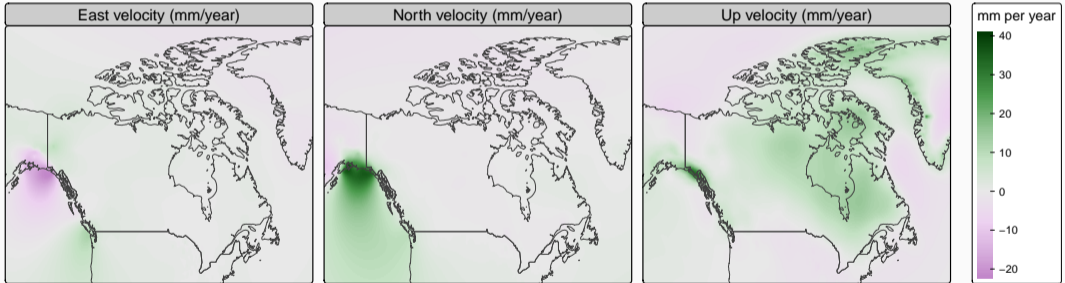 East velocity (mm/year)
North velocity (mm/year)
Up velocity (mm/year)
mm per year
40
30
20
10
0
−10
−20